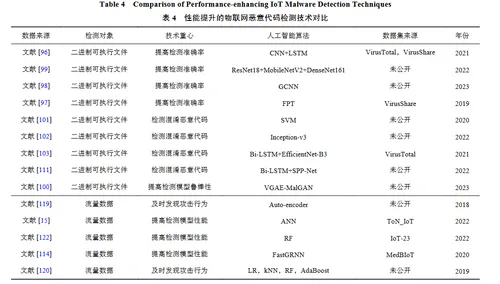 Table 4 Comparison of Performance-enhancing IoT Malware Detection Techniques
表 4 性能提升的物联网恶意代码检测技术对比
数据来源 检测对象 技术重心 人工智能算法 数据集来源 年份
文献 [96] 二进制可执行文件 提高检测准确率 CNN+LSTM VirusTotal，VirusShare 2021
文献 [99] 二进制可执行文件 提高检测准确率 ResNet18+MobileNetV2+DenseNet161 未公开 2022
文献 [98] 二进制可执行文件 提高检测准确率 GCNN 未公开 2023
文献 [97] 二进制可执行文件 提高检测准确率 FPT VirusShare 2019
文献 [101] 二进制可执行文件 检测混淆恶意代码 SVM 未公开 2020
文献 [102] 二进制可执行文件 检测混淆恶意代码 Inception-v3 未公开 2022
文献 [103] 二进制可执行文件 检测混淆恶意代码 Bi-LSTM+EfficientNet-B3 VirusTotal 2021
文献 [111] 二进制可执行文件 检测混淆恶意代码 Bi-LSTM+SPP-Net 未公开 2022
文献 [100] 二进制可执行文件 提高检测模型鲁棒性 VGAE-MalGAN 未公开 2023
文献 [119] 流量数据 及时发现攻击行为 Auto-encoder 未公开 2018
文献 [15] 流量数据 提高检测模型性能 ANN ToN_IoT 2022
文献 [122] 流量数据 提高检测模型性能 RF IoT-23 2022
文献 [114] 流量数据 提高检测模型性能 FastGRNN MedBIoT 2020
文献 [120] 流量数据 及时发现攻击行为 LR，kNN，RF，AdaBoost 未公开 2019